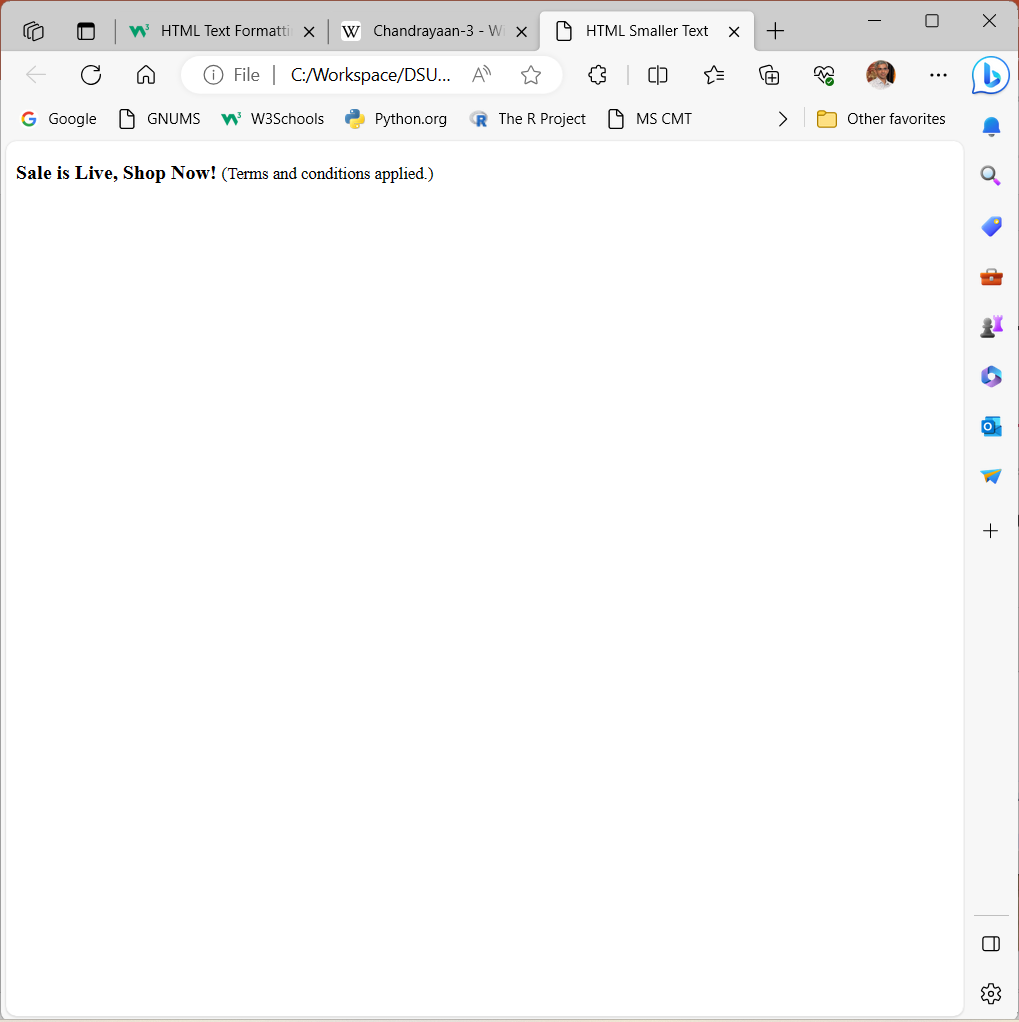 HTML Text Formatti
Chandrayaan-3 - W
HTML Smaller Text
File
C:/Workspace/DSU...
Google
GNUMS
W3Schools
Python.org
The R Project
MS CMT
Other favorites
Sale is Live, Shop Now! (Terms and conditions applied.)